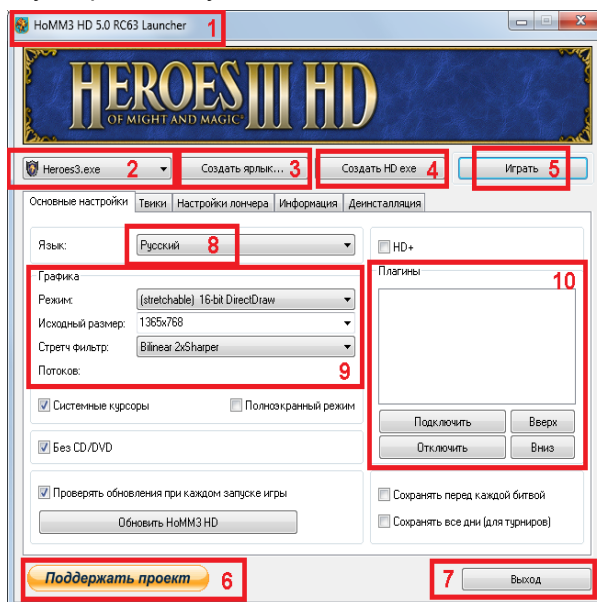 HoMM3 HD 5.0 RC63 Launcher 1
HEROES III HD
OF MIGHT AND MAGIC®
Heroes3.exe 2 Создать ярлык... 3 Создать HD exe 4 Играть 5
Основные настройки Твики Настройки лончера Информация Деинсталляция
Язык: Русский 8 HD+
Графика Плагины 10
Режим: (stretchable) 16-bit DirectDraw
Исходный размер: 1365x768
Стретч фильтр: Bilinear 2xSharper
Потоков: 9
Системные курсоры Полноэкранный режим
Подключить Вверх
Без CD/DVD Отключить Вниз
Проверять обновления при каждом запуске игры Сохранять перед каждой битвой
Обновить HoMM3 HD Сохранять все дни (для турниров)
Поддержать проект 6 7 Выход